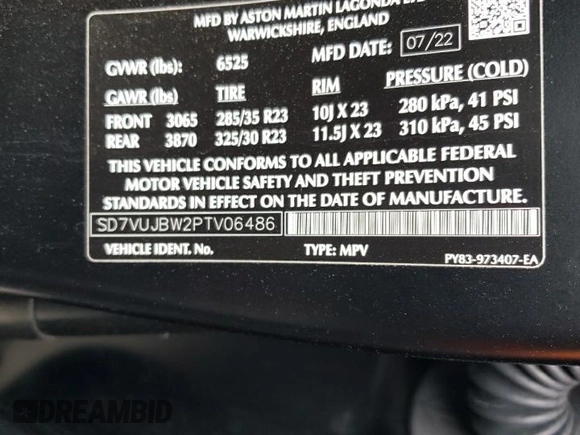 MFD BY ASTON MARTIN LAGONDA LTD
WARWICKSHIRE, ENGLAND
MFD DATE: 07/22
GVWR (lbs): 6525
GAWR (lbs) TIRE RIM PRESSURE (COLD)
FRONT 3065 285/35 R23 10J X 23 280 kPa, 41 PSI
REAR 3870 325/30 R23 11.5J X 23 310 kPa, 45 PSI
THIS VEHICLE CONFORMS TO ALL APPLICABLE FEDERAL
MOTOR VEHICLE SAFETY AND THEFT PREVENTION
STANDARDS IN EFFECT ON THE DATE OF MANUFACTURE.
SD7VUJBW2PTV06486
VEHICLE IDENT. NO. TYPE: MPV
PY83-973407-EA
DREAMBID